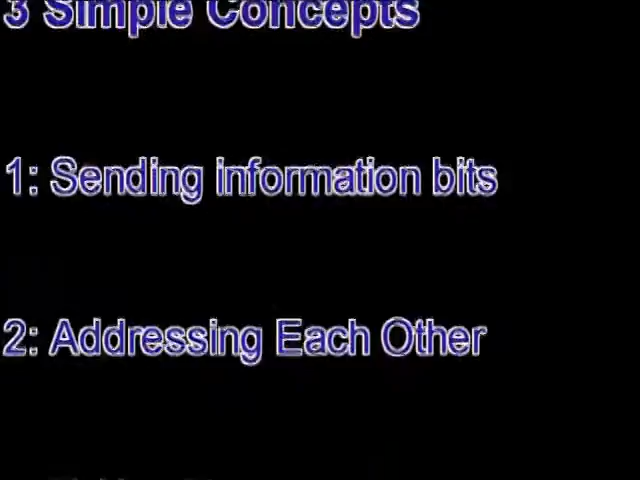 3 Simple Concepts
1: Sending information bits
2: Addressing Each Other